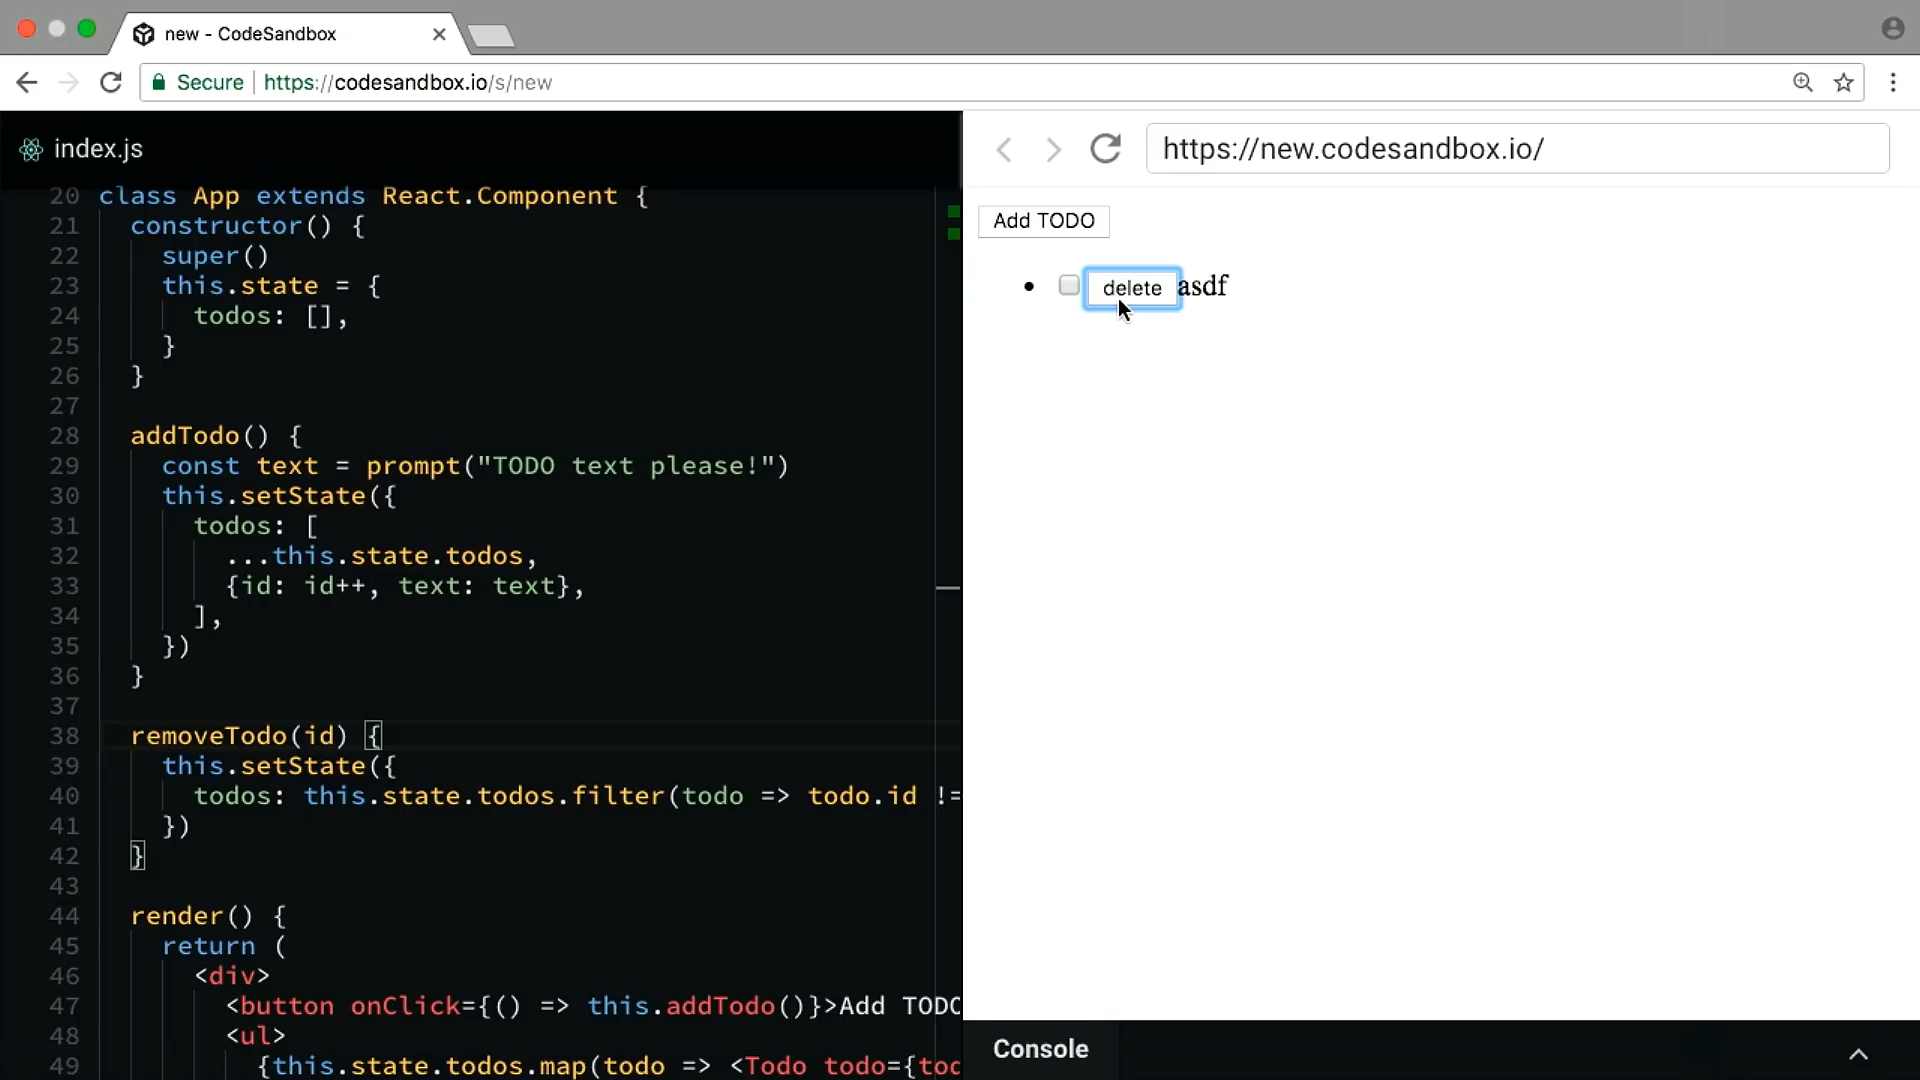 new - CodeSandbox
Secure https://codesandbox.io/s/new
index.js
20 class App extends React.Component {
21 constructor() {
22 super()
23 this.state = {
24 todos: [],
25 }
26 }
27
28 addTodo() {
29 const text = prompt("TODO text please!")
30 this.setState({
31 todos: [
32 ...this.state.todos,
33 {id: id++, text: text},
34 ],
35 })
36 }
37
38 removeTodo(id) {
39 this.setState({
40 todos: this.state.todos.filter(todo => todo.id !=
41 })
42 }
43
44 render() {
45 return (
46 <div>
47 <button onClick={() => this.addTodo()}>Add TODO
48 <ul>
49 {this.state.todos.map(todo => <Todo todo={tod
https://new.codesandbox.io/
Add TODO
delete asdf
Console